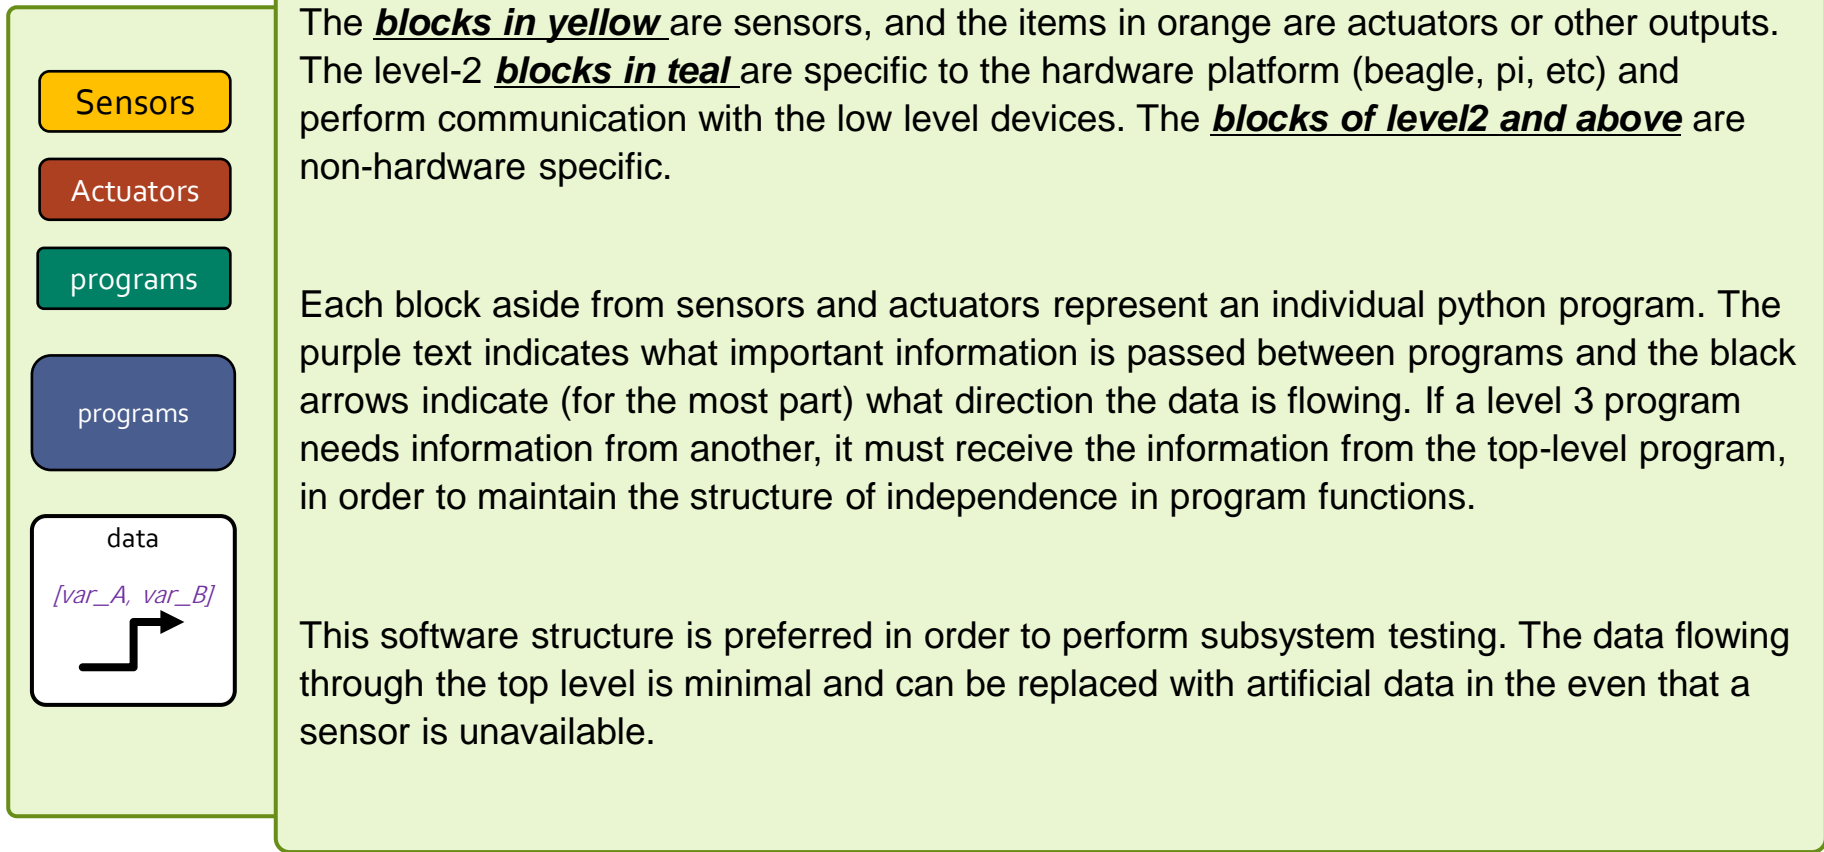 Sensors
Actuators
programs
programs
data
[var_A, var_B]
The blocks in yellow are sensors, and the items in orange are actuators or other outputs.
The level-2 blocks in teal are specific to the hardware platform (beagle, pi, etc) and
perform communication with the low level devices. The blocks of level2 and above are
non-hardware specific.
Each block aside from sensors and actuators represent an individual python program. The
purple text indicates what important information is passed between programs and the black
arrows indicate (for the most part) what direction the data is flowing. If a level 3 program
needs information from another, it must receive the information from the top-level program,
in order to maintain the structure of independence in program functions.
This software structure is preferred in order to perform subsystem testing. The data flowing
through the top level is minimal and can be replaced with artificial data in the even that a
sensor is unavailable.